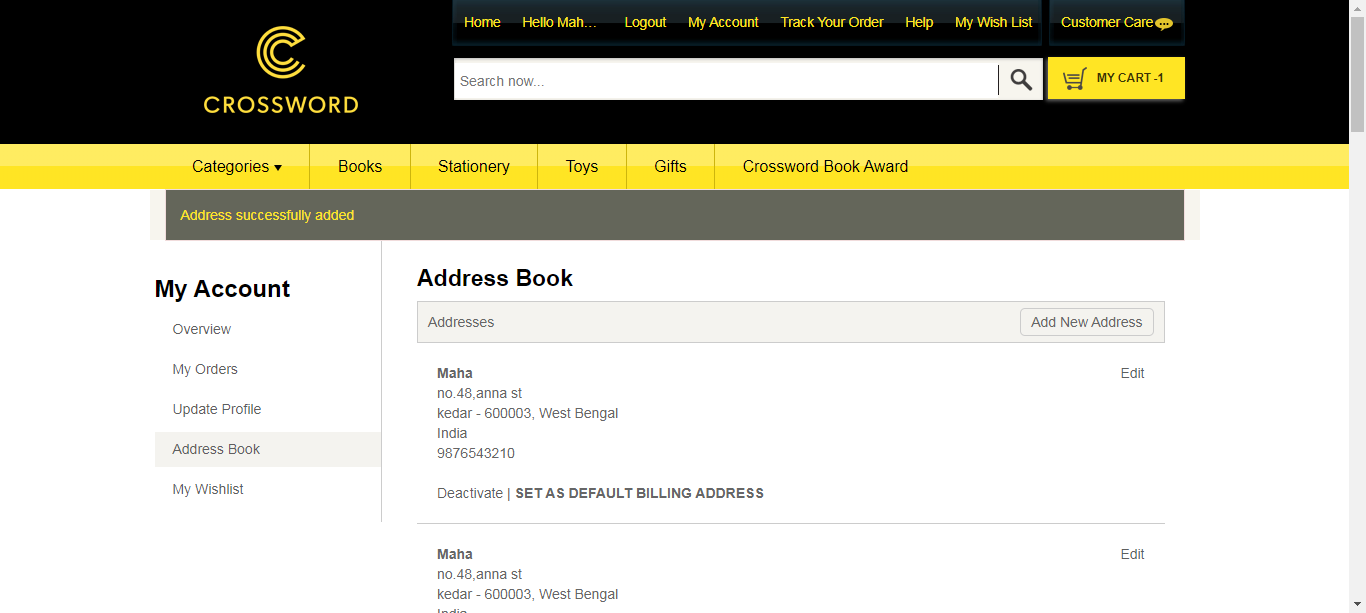 Home Hello Mah... Logout My Account Track Your Order Help My Wish List Customer Care
CROSSWORD
Search now...
MY CART -1
Categories Books Stationery Toys Gifts Crossword Book Award
Address successfully added
My Account
Overview
My Orders
Update Profile
Address Book
My Wishlist
Address Book
Addresses Add New Address
Maha Edit
no.48,anna st
kedar - 600003, West Bengal
India
9876543210
Deactivate | SET AS DEFAULT BILLING ADDRESS
Maha Edit
no.48,anna st
kedar - 600003, West Bengal
India